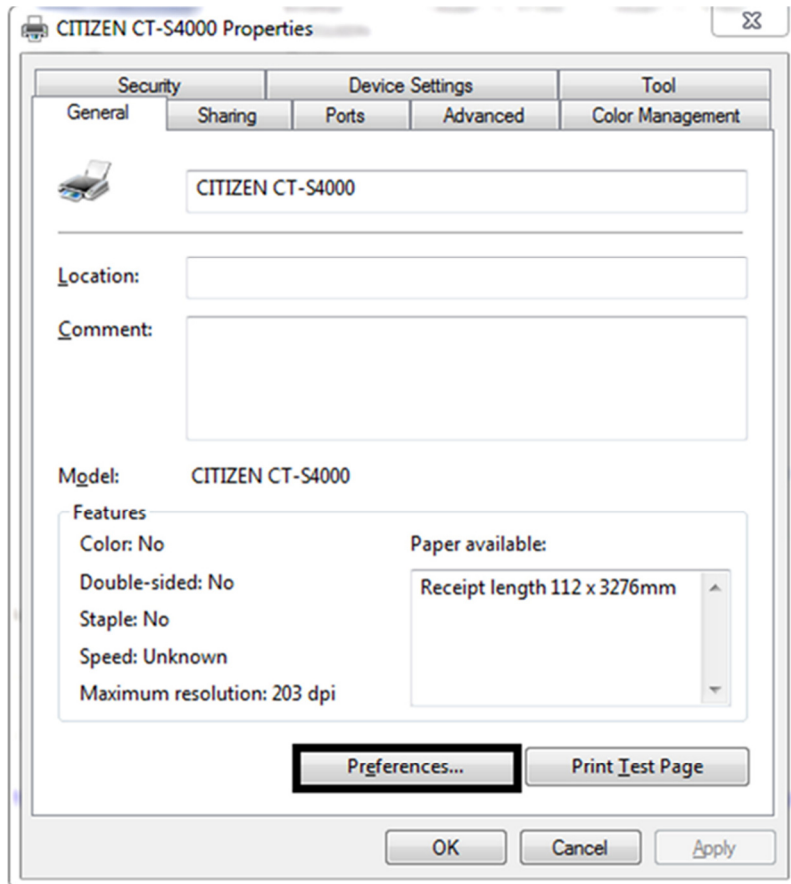 CITIZEN CT-S4000 Properties
Security Device Settings Tool
General Sharing Ports Advanced Color Management
CITIZEN CT-S4000
Location:
Comment:
Model: CITIZEN CT-S4000
Features
Color: No
Paper available:
Double-sided: No
Receipt length 112 x 3276mm
Staple: No
Speed: Unknown
Maximum resolution: 203 dpi
Preferences... Print Test Page
OK Cancel Apply